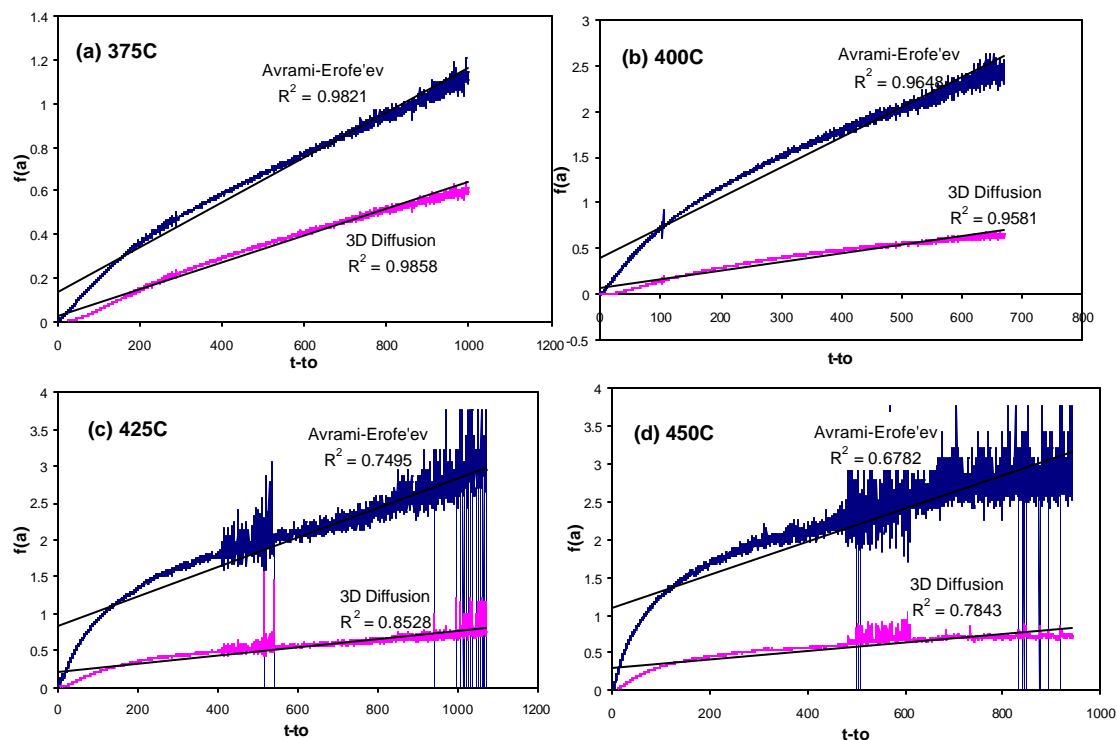 (a) 375C
Avrami-Erofe'ev
R² = 0.9821
3D Diffusion
R² = 0.9858
f(a)
1.4
1.2
1
0.8
0.6
0.4
0.2
0
0 200 400 600 800 1000 1200
t-to
(b) 400C
Avrami-Erofe'ev
R² = 0.9648
3D Diffusion
R² = 0.9581
f(a)
3
2.5
2
1.5
1
0.5
0
-0.5
0 100 200 300 400 500 600 700 800
t-to
(c) 425C
Avrami-Erofe'ev
R² = 0.7495
3D Diffusion
R² = 0.8528
f(a)
4
3.5
3
2.5
2
1.5
1
0.5
0
0 200 400 600 800 1000 1200
t-to
(d) 450C
Avrami-Erofe'ev
R² = 0.6782
3D Diffusion
R² = 0.7843
f(a)
4
3.5
3
2.5
2
1.5
1
0.5
0
0 200 400 600 800 1000
t-to